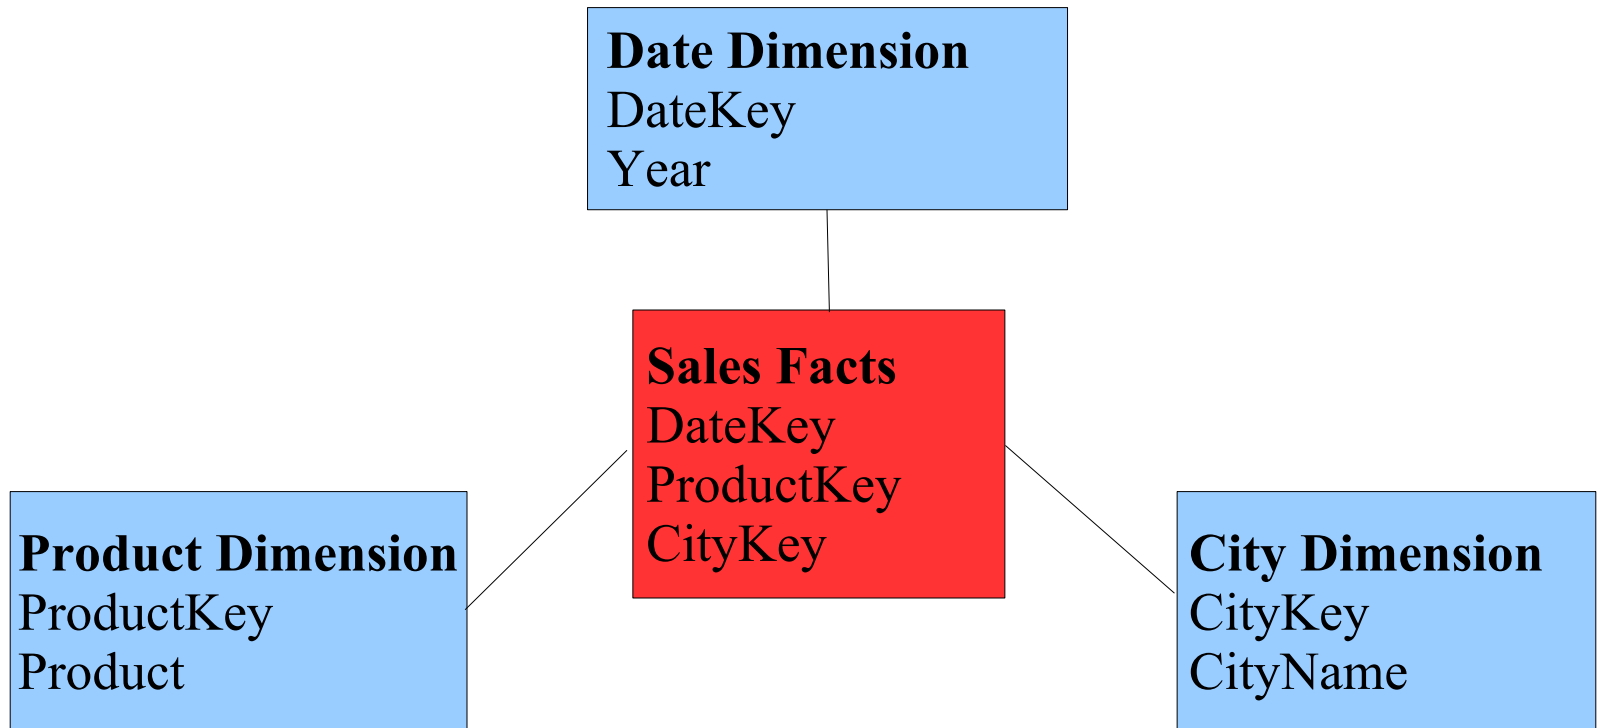 Date Dimension
DateKey
Year
Sales Facts
DateKey
ProductKey
CityKey
Product Dimension
ProductKey
Product
City Dimension
CityKey
CityName